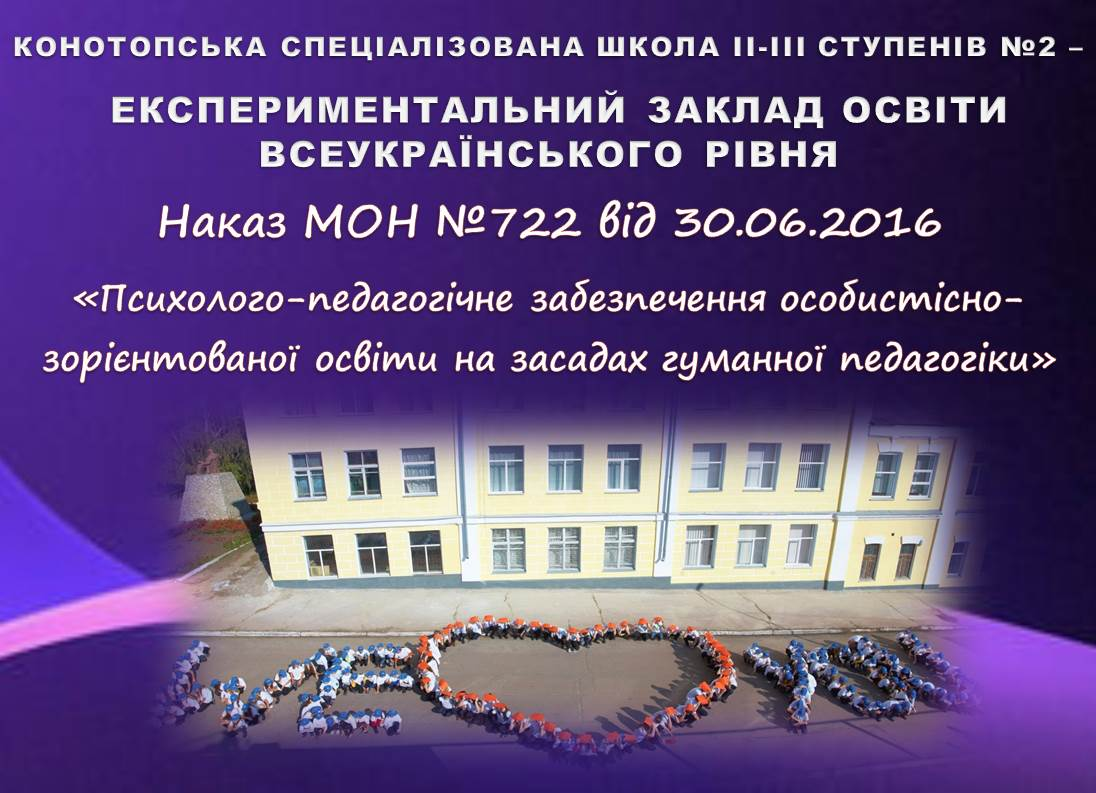 КОНОТОПСЬКА СПЕЦІАЛІЗОВАНА ШКОЛА ІІ-ІІІ СТУПЕНІВ №2 –
ЕКСПЕРИМЕНТАЛЬНИЙ ЗАКЛАД ОСВІТИ
ВСЕУКРАЇНСЬКОГО РІВНЯ
Наказ МОН №722 від 30.06.2016
«Психолого-педагогічне забезпечення особистісно-
зорієнтованої освіти на засадах гуманної педагогіки»